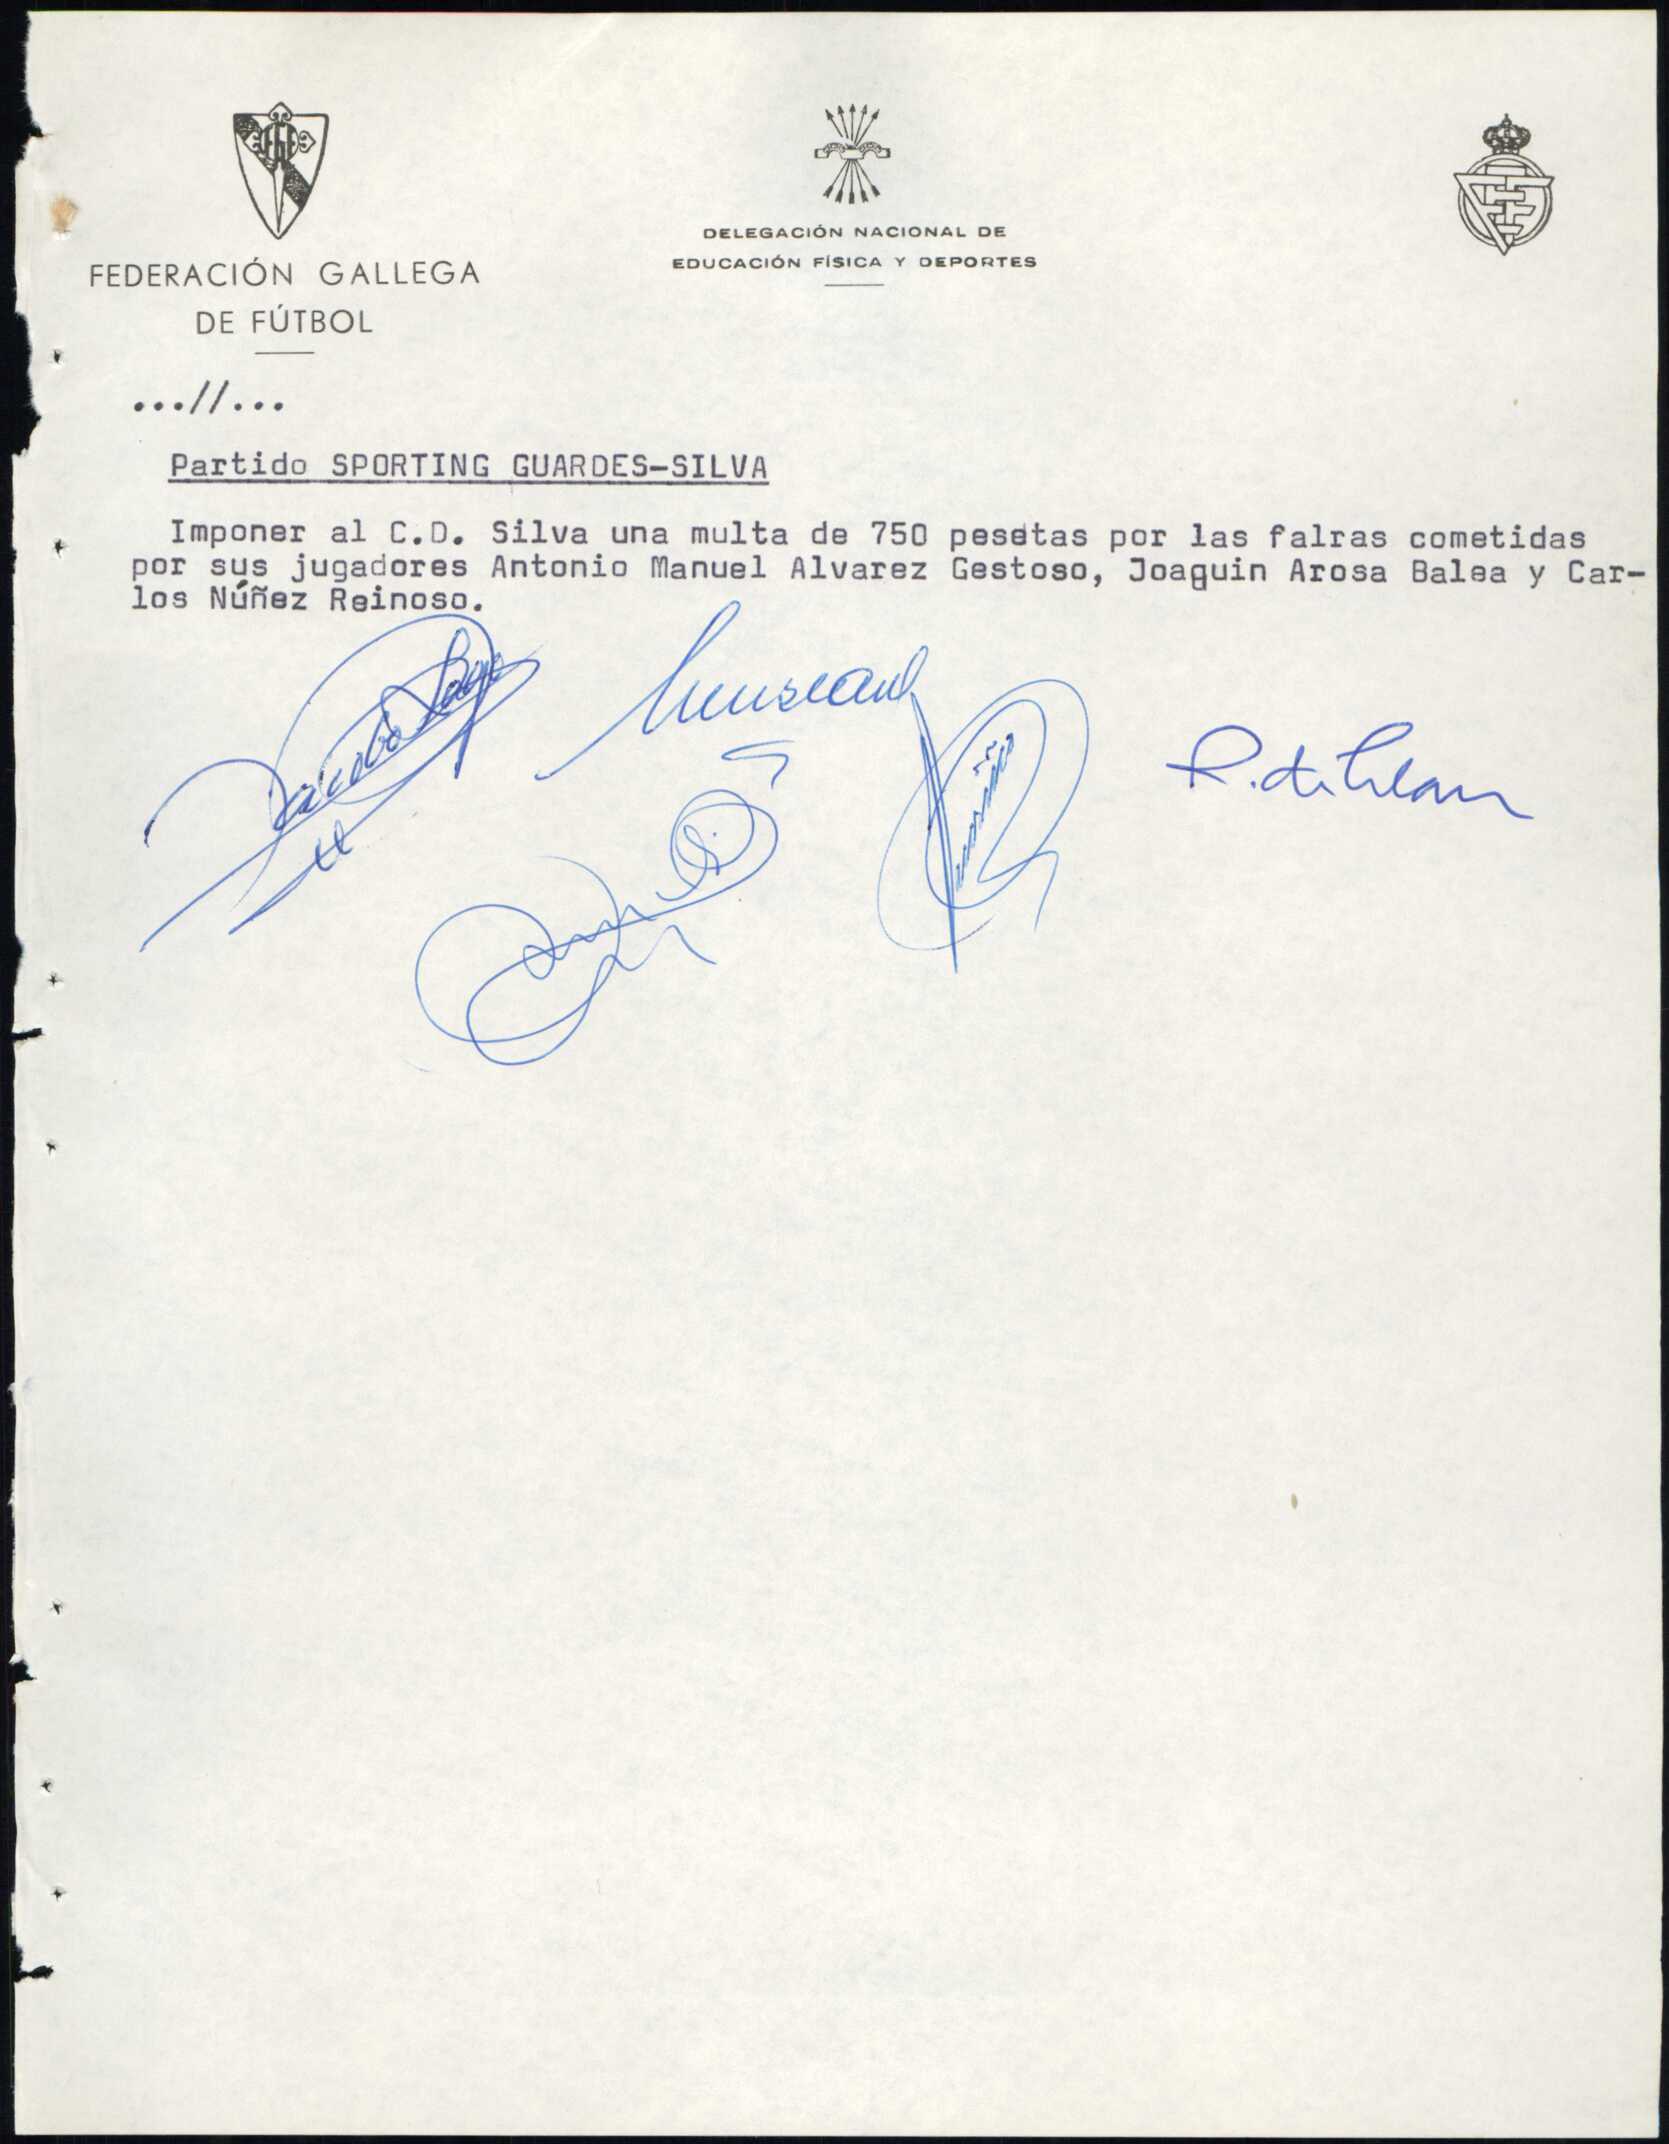 FEDERACIÓN GALLEGA
DE FÚTBOL
DELEGACIÓN NACIONAL DE
EDUCACIÓN FÍSICA Y DEPORTES
...//...
Partido SPORTING GUARDES-SILVA
Imponer al C.D. Silva una multa de 750 pesetas por las falras cometidas
por sus jugadores Antonio Manuel Alvarez Gestoso, Joaquin Arosa Balea y Car-
los Núñez Reinoso.